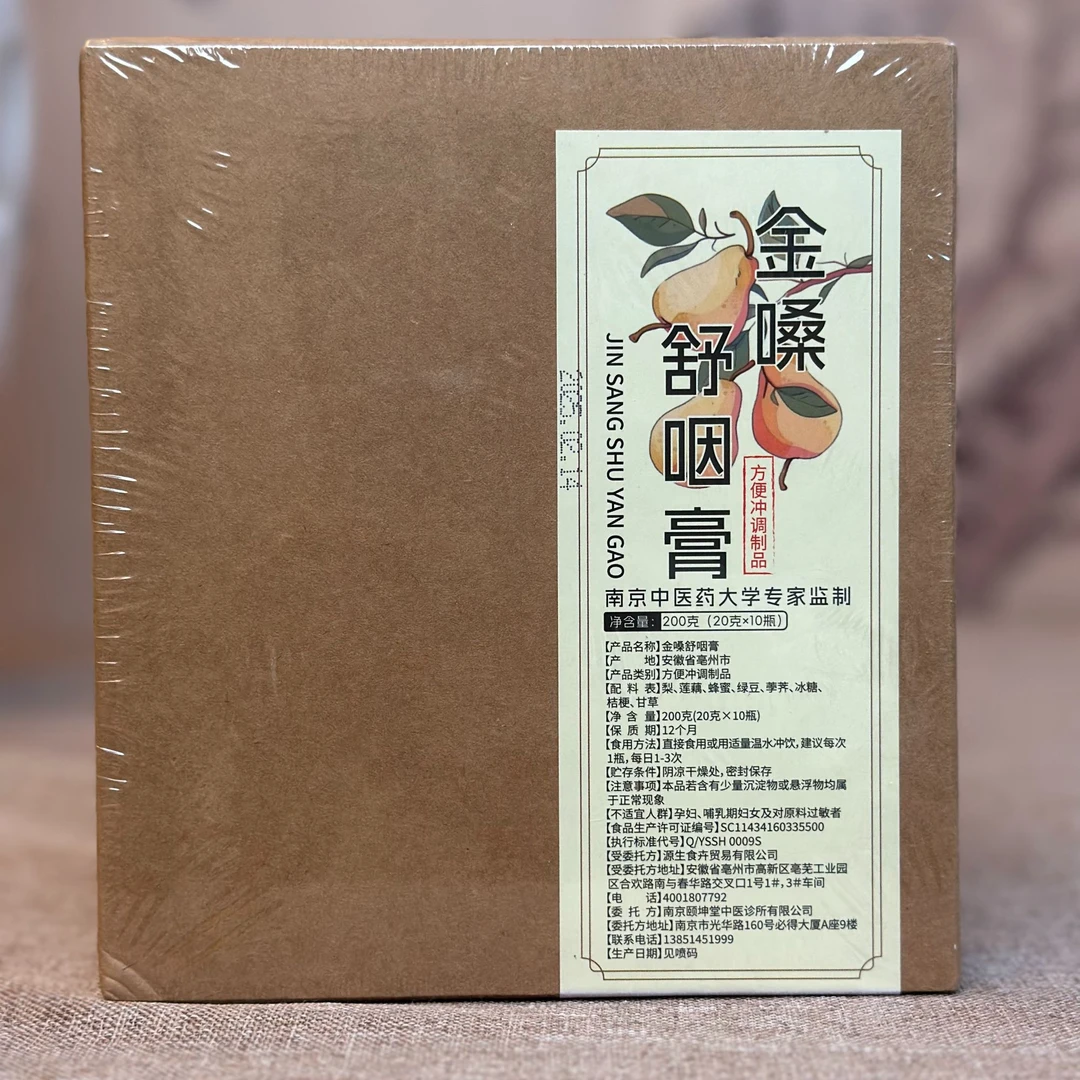 金嗓
舒咽膏
JIN SANG SHU YAN GAO
方便冲调制品
2025.02.14
南京中医药大学专家监制
净含量：200克（20克×10瓶）
【产品名称】金嗓舒咽膏
【产 地】安徽省亳州市
【产品类别】方便冲调制品
【配 料 表】梨、莲藕、蜂蜜、绿豆、荸荠、冰糖、
桔梗、甘草
【净 含 量】200克(20克×10瓶)
【保 质 期】12个月
【食用方法】直接食用或用适量温水冲饮，建议每次
1瓶，每日1-3次
【贮存条件】阴凉干燥处，密封保存
【注意事项】本品若含有少量沉淀物或悬浮物均属
于正常现象
【不适宜人群】孕妇、哺乳期妇女及对原料过敏者
【食品生产许可证编号】SC11434160335500
【执行标准代号】Q/YSSH 0009S
【受委托方】源生食卉贸易有限公司
【受委托方地址】安徽省亳州市高新区亳芜工业园
区合欢路南与春华路交叉口1号1#，3#车间
【电 话】4001807792
【委 托 方】南京颐坤堂中医诊所有限公司
【委托方地址】南京市光华路160号必得大厦A座9楼
【联系电话】13851451999
【生产日期】见喷码